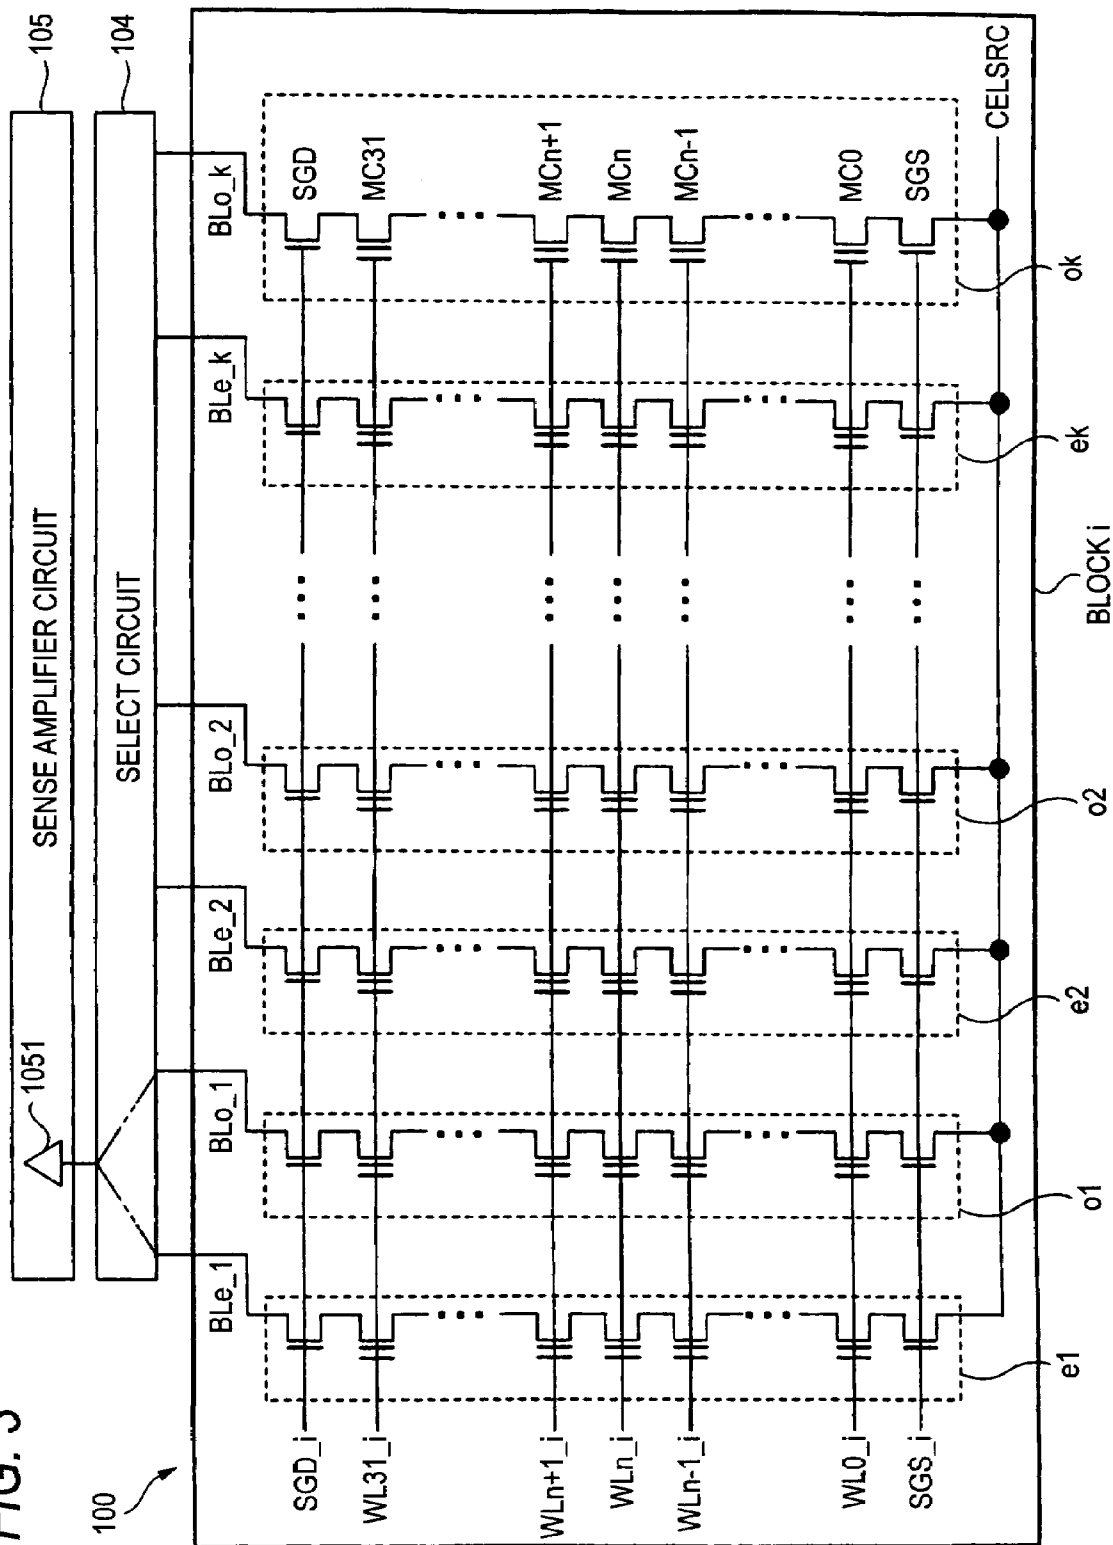 FIG. 3
100
SENSE AMPLIFIER CIRCUIT
105
1051
SELECT CIRCUIT
104
BLe_1
BLo_1
BLe_2
BLo_2
BLe_k
BLo_k
SGD_i
SGD
WL31_i
MC31
WLn+1_i
MCn+1
WLn_i
MCn
WLn-1_i
MCn-1
WL0_i
MC0
SGS_i
SGS
CELSRC
e1
o1
e2
o2
ek
ok
BLOCK i